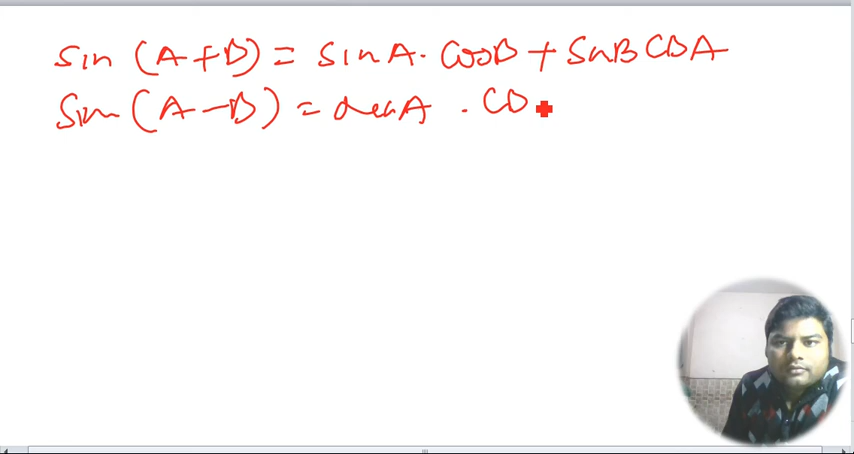 sin (A+B) = sinA. CosB + SinB CosA
Sin (A-B) = sinA . Co